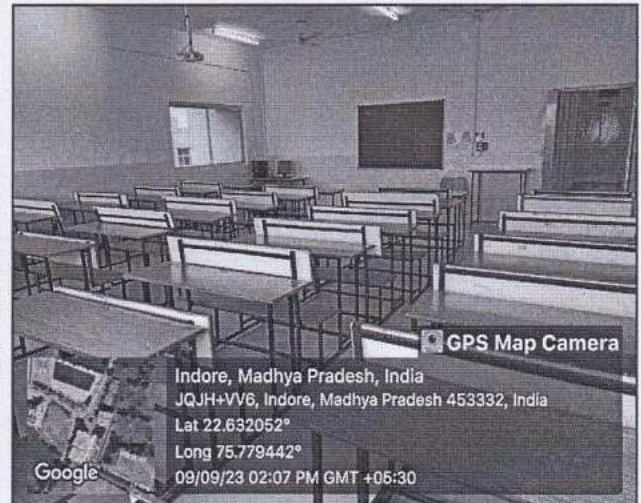 GPS Map Camera
Indore, Madhya Pradesh, India
JQJH+VV6, Indore, Madhya Pradesh 453332, India
Lat 22.632052°
Long 75.779442°
09/09/23 02:07 PM GMT +05:30
Google